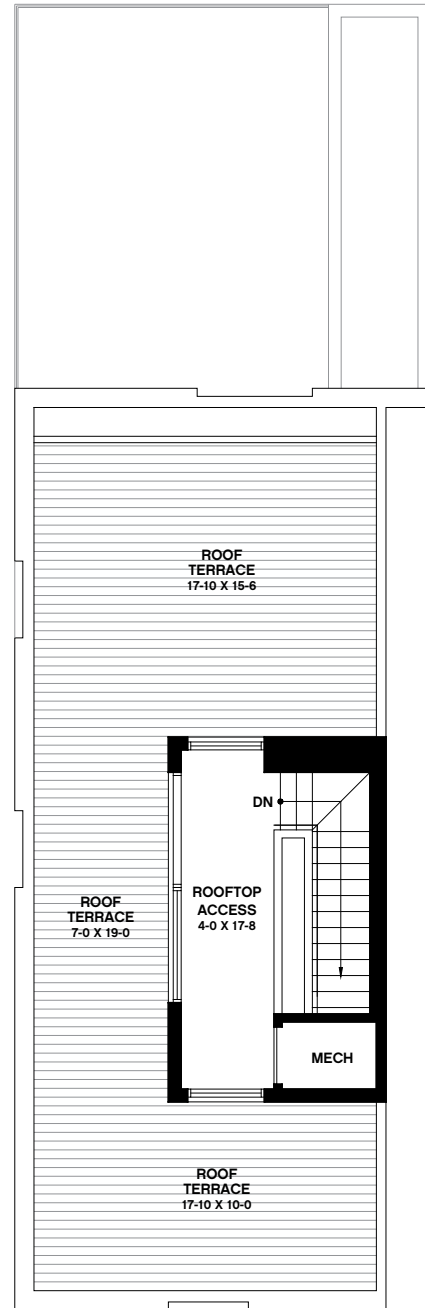 ROOF
TERRACE
17-10 X 15-6
DN
ROOFTOP
ACCESS
4-0 X 17-8
ROOF
TERRACE
7-0 X 19-0
MECH
ROOF
TERRACE
17-10 X 10-0